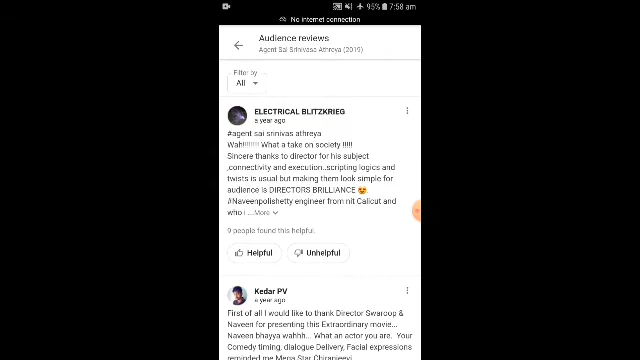 95% 7:58 am
No internet connection
Audience reviews
Agent Sai Srinivasa Athreya (2019)
Filter by
All
ELECTRICAL BLITZKRIEG
a year ago
#agent sai srinivas athreya
Wah!!!!!!!! What a take on society !!!!!
Sincere thanks to director for his subject
,connectivity and execution..scripting logics and
twists is usual but making them look simple for
audience is DIRECTORS BRILLIANCE 😍.
#Naveenpolishetty engineer from nit Calicut and
who i ...More
9 people found this helpful.
Helpful Unhelpful
Kedar PV
a year ago
First of all I would like to thank Director Swaroop &
Naveen for presenting this Extraordinary movie...
Naveen bhayya wahhh... What an actor you are. Your
Comedy timing, dialogue Delivery, Facial expressions
reminded me Mega Star Chiranjeevi